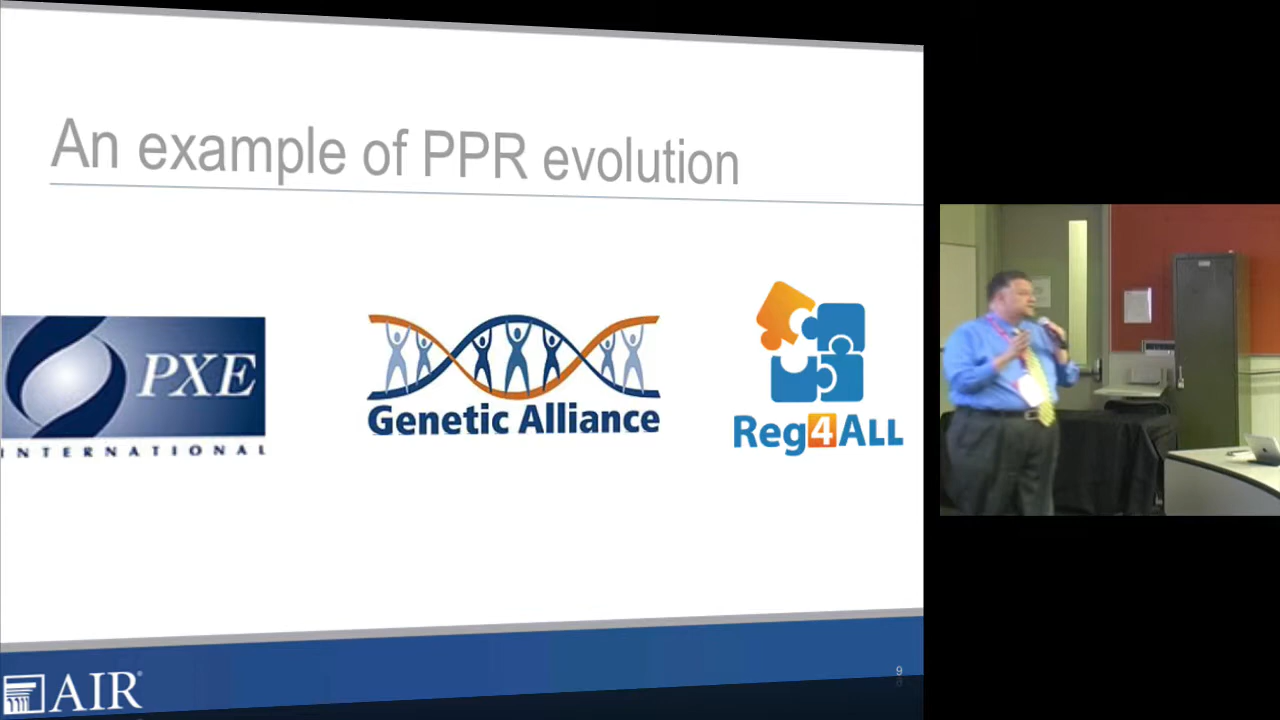 An example of PPR evolution
PXE
INTERNATIONAL
Genetic Alliance
Reg4ALL
AIR®
9